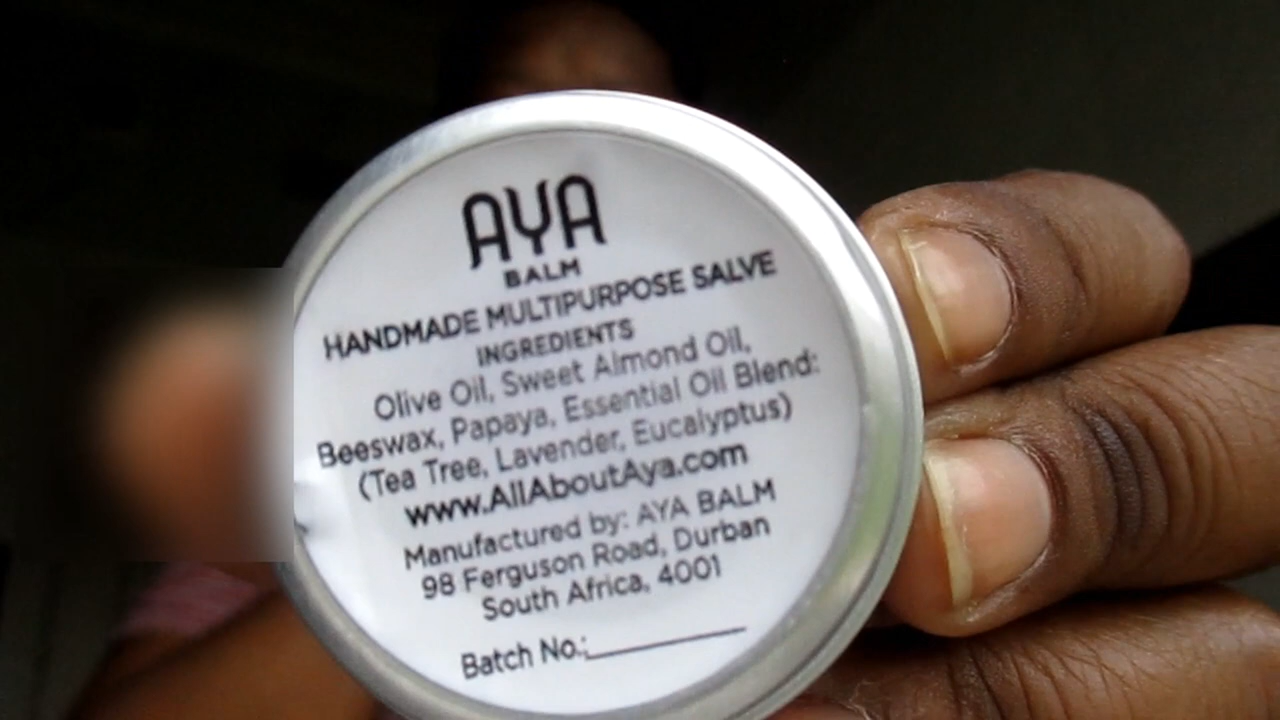 AYA
BALM
HANDMADE MULTIPURPOSE SALVE
INGREDIENTS
Olive Oil, Sweet Almond Oil,
Beeswax, Papaya, Essential Oil Blend:
(Tea Tree, Lavender, Eucalyptus)
www.AllAboutAya.com
Manufactured by: AYA BALM
98 Ferguson Road, Durban
South Africa, 4001
Batch No.:__________